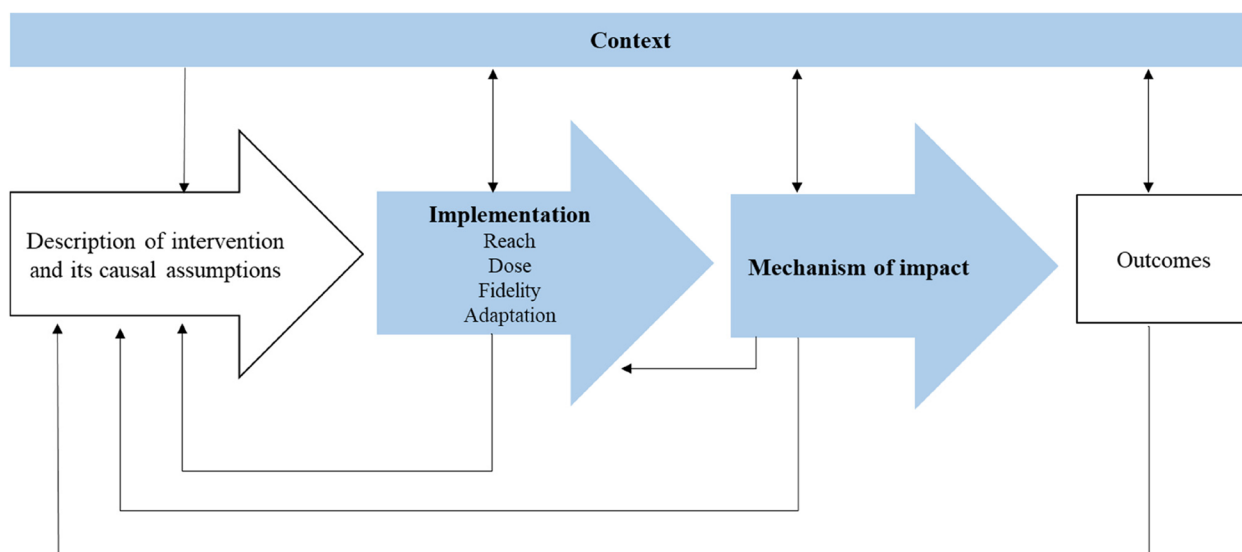 Context
Description of intervention
and its causal assumptions
Implementation
Reach
Dose
Fidelity
Adaptation
Mechanism of impact
Outcomes